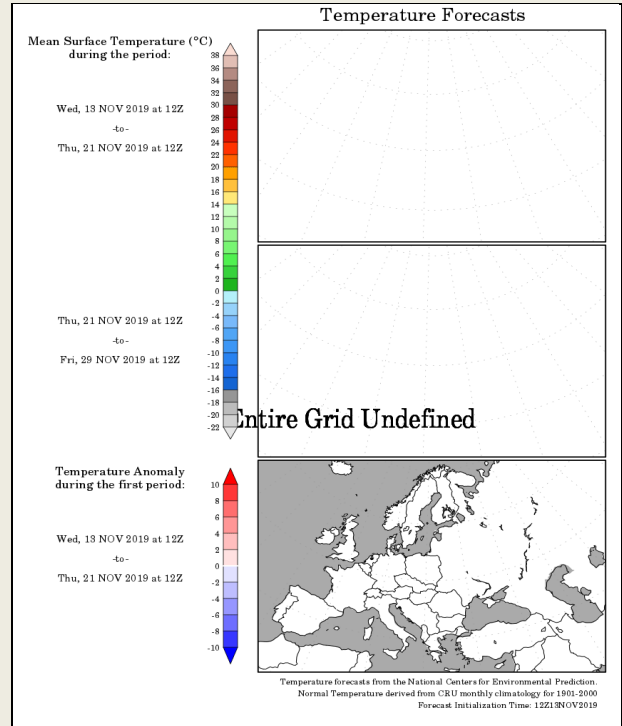 Temperature Forecasts
Mean Surface Temperature (°C)
during the period:
Wed, 13 NOV 2019 at 12Z
-to-
Thu, 21 NOV 2019 at 12Z
38
36
34
32
30
28
26
24
22
20
18
16
14
12
10
8
6
4
2
0
-2
-4
-6
-8
-10
-12
-14
-16
-18
-20
-22
Thu, 21 NOV 2019 at 12Z
-to-
Fri, 29 NOV 2019 at 12Z
Entire Grid Undefined
Temperature Anomaly
during the first period:
Wed, 13 NOV 2019 at 12Z
-to-
Thu, 21 NOV 2019 at 12Z
10
8
6
4
2
0
-2
-4
-6
-8
-10
Temperature forecasts from the National Centers for Environmental Prediction.
Normal Temperature derived from CRU monthly climatology for 1901-2000
Forecast Initialization Time: 12Z13NOV2019